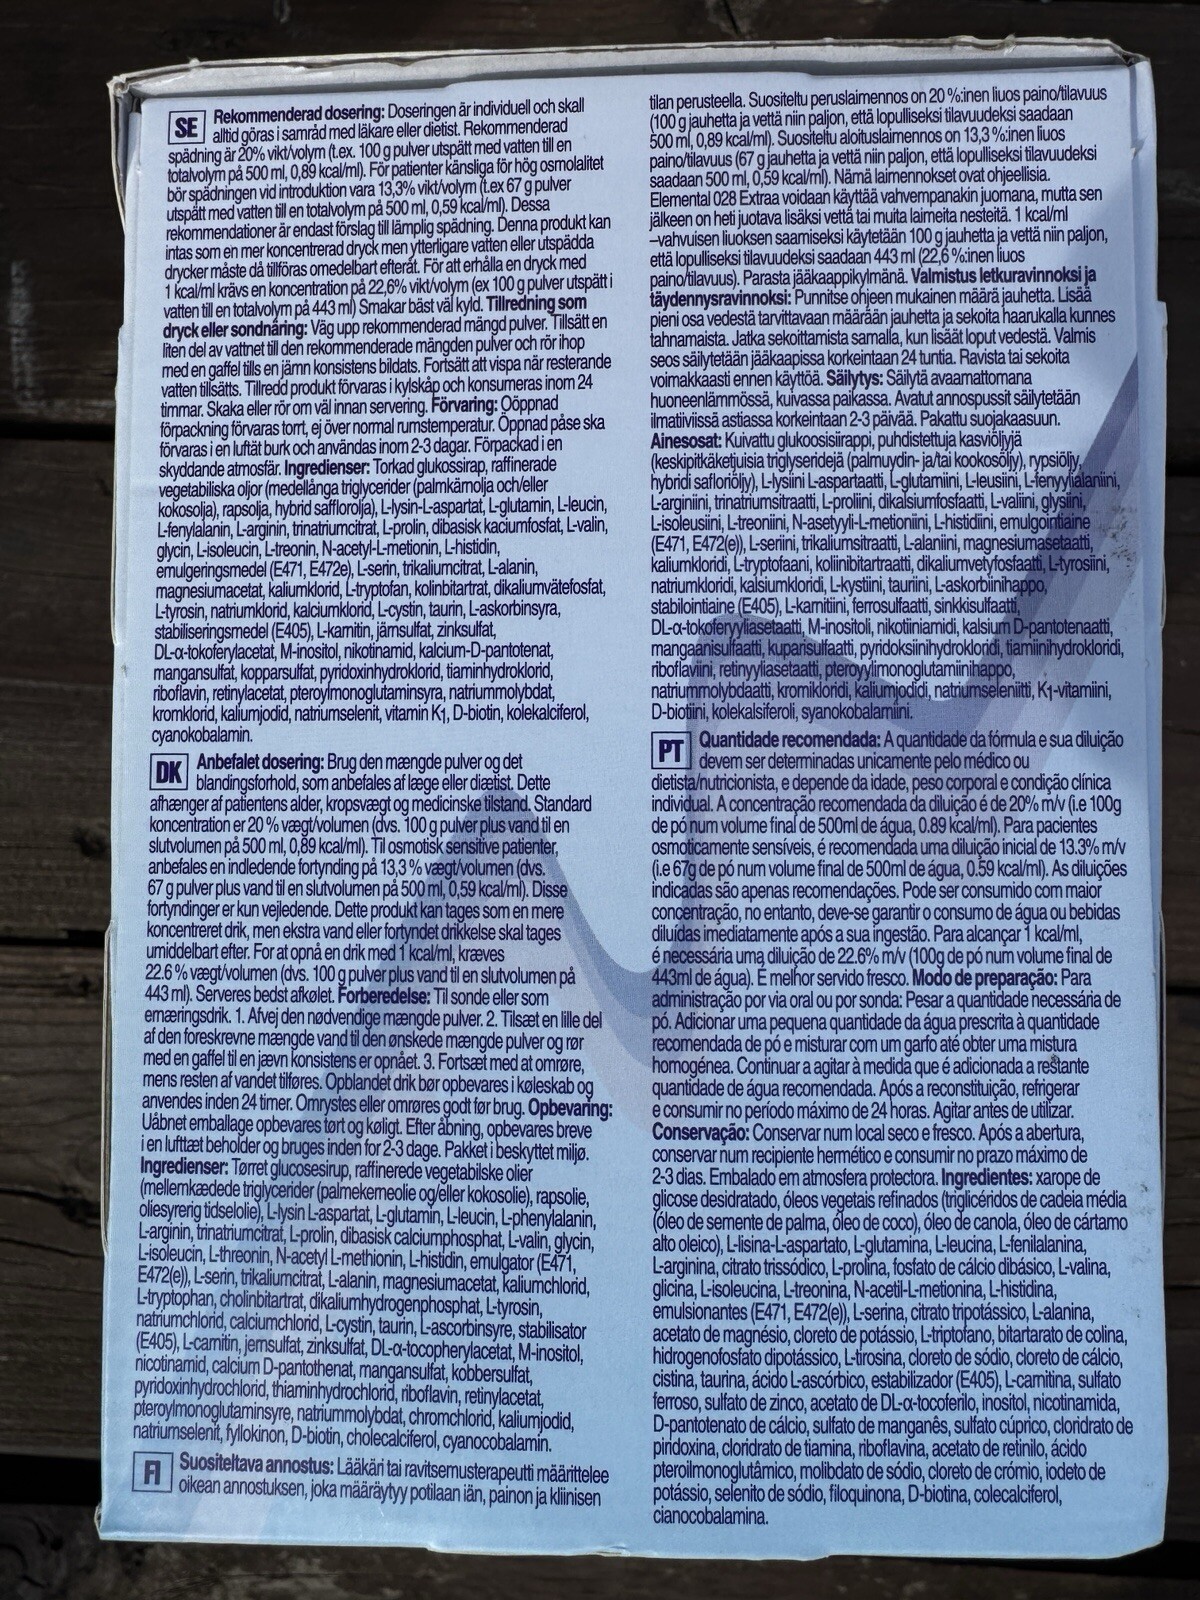 SE Rekommenderad dosering: Doseringen är individuell och skall
alltid göras i samråd med läkare eller dietist. Rekommenderad
spädning är 20% vikt/volym (t.ex. 100 g pulver utspätt med vatten till en
totalvolym på 500 ml, 0,89 kcal/ml). För patienter känsliga för hög osmolalitet
bör spädningen vid introduktion vara 13,3% vikt/volym (t.ex 67 g pulver
utspätt med vatten till en totalvolym på 500 ml, 0,59 kcal/ml). Dessa
rekommendationer är endast förslag till lämplig spädning. Denna produkt kan
intas som en mer koncentrerad dryck men ytterligare vatten eller utspädda
drycker måste då tillföras omedelbart efteråt. För att erhålla en dryck med
1 kcal/ml krävs en koncentration på 22,6% vikt/volym (ex 100 g pulver utspätt i
vatten till en totalvolym på 443 ml) Smakar bäst väl kyld. Tillredning som
dryck eller sondnäring: Väg upp rekommenderad mängd pulver. Tillsätt en
liten del av vattnet till den rekommenderade mängden pulver och rör ihop
med en gaffel tills en jämn konsistens bildats. Fortsätt att vispa när resterande
vatten tillsätts. Tillredd produkt förvaras i kylskåp och konsumeras inom 24
timmar. Skaka eller rör om väl innan servering. Förvaring: Oöppnad
förpackning förvaras torrt, ej över normal rumstemperatur. Öppnad påse ska
förvaras i en lufttät burk och användas inom 2-3 dagar. Förpackad i en
skyddande atmosfär. Ingredienser: Torkad glukossirap, raffinerade
vegetabiliska oljor (medellånga triglycerider (palmkärnolja och/eller
kokosolja), rapsolja, hybrid safflorolja), L-lysin-L-aspartat, L-glutamin, L-leucin,
L-fenylalanin, L-arginin, trinatriumcitrat, L-prolin, dibasisk kaciumfosfat, L-valin,
glycin, L-isoleucin, L-treonin, N-acetyl-L-metionin, L-histidin,
emulgeringsmedel (E471, E472e), L-serin, trikaliumcitrat, L-alanin,
magnesiumacetat, kaliumklorid, L-tryptofan, kolinbitartrat, dikaliumvätefosfat,
L-tyrosin, natriumklorid, kalciumklorid, L-cystin, taurin, L-askorbinsyra,
stabiliseringsmedel (E405), L-karnitin, järnsulfat, zinksulfat,
DL-α-tokoferylacetat, M-inositol, nikotinamid, kalcium-D-pantotenat,
mangansulfat, kopparsulfat, pyridoxinhydroklorid, tiaminhydroklorid,
riboflavin, retinylacetat, pteroylmonoglutaminsyra, natriummolybdat,
kromklorid, kaliumjodid, natriumselenit, vitamin K1, D-biotin, kolekalciferol,
cyanokobalamin.
DK Anbefalet dosering: Brug den mængde pulver og det
blandingsforhold, som anbefales af læge eller diætist. Dette
afhænger af patientens alder, kropsvægt og medicinske tilstand. Standard
koncentration er 20 % vægt/volumen (dvs. 100 g pulver plus vand til en
slutvolumen på 500 ml, 0,89 kcal/ml). Til osmotisk sensitive patienter,
anbefales en indledende fortynding på 13,3% vægt/volumen (dvs.
67 g pulver plus vand til en slutvolumen på 500 ml, 0,59 kcal/ml). Disse
fortyndinger er kun vejledende. Dette produkt kan tages som en mere
koncentreret drik, men ekstra vand eller fortyndet drikkelse skal tages
umiddelbart efter. For at opnå en drik med 1 kcal/ml, kræves
22.6 % vægt/volumen (dvs. 100 g pulver plus vand til en slutvolumen på
443 ml). Serveres bedst afkølet. Forberedelse: Til sonde eller som
ernæringsdrik. 1. Afvej den nødvendige mængde pulver. 2. Tilsæt en lille del
af den foreskrevne mængde vand til den ønskede mængde pulver og rør
med en gaffel til en jævn konsistens er opnået. 3. Fortsæt med at omrøre,
mens resten af vandet tilføres. Opblandet drik bør opbevares i køleskab og
anvendes inden 24 timer. Omrystes eller omrøres godt før brug. Opbevaring:
Uåbnet emballage opbevares tørt og køligt. Efter åbning, opbevares breve
i en lufttæt beholder og bruges inden for 2-3 dage. Pakket i beskyttet miljø.
Ingredienser: Tørret glucosesirup, raffinerede vegetabilske olier
(mellemkædede triglycerider (palmekerneolie og/eller kokosolie), rapsolie,
oliesyrerig tidselolie), L-lysin L-aspartat, L-glutamin, L-leucin, L-phenylalanin,
L-arginin, trinatriumcitrat, L-prolin, dibasisk calciumphosphat, L-valin, glycin,
L-isoleucin, L-threonin, N-acetyl L-methionin, L-histidin, emulgator (E471,
E472(e)), L-serin, trikaliumcitrat, L-alanin, magnesiumacetat, kaliumchlorid,
L-tryptophan, cholinbitartrat, dikaliumhydrogenphosphat, L-tyrosin,
natriumchlorid, calciumchlorid, L-cystin, taurin, L-ascorbinsyre, stabilisator
(E405), L-carnitin, jernsulfat, zinksulfat, DL-α-tocopherylacetat, M-inositol,
nicotinamid, calcium D-pantothenat, mangansulfat, kobbersulfat,
pyridoxinhydrochlorid, thiaminhydrochlorid, riboflavin, retinylacetat,
pteroylmonoglutaminsyre, natriummolybdat, chromchlorid, kaliumjodid,
natriumselenit, fyllokinon, D-biotin, cholecalciferol, cyanocobalamin.
FI Suositeltava annostus: Lääkäri tai ravitsemusterapeutti määrittelee
oikean annostuksen, joka määräytyy potilaan iän, painon ja kliinisen
tilan perusteella. Suositeltu peruslaimennos on 20 %:inen liuos paino/tilavuus
(100 g jauhetta ja vettä niin paljon, että lopulliseksi tilavuudeksi saadaan
500 ml, 0,89 kcal/ml). Suositeltu aloituslaimennos on 13,3 %:inen liuos
paino/tilavuus (67 g jauhetta ja vettä niin paljon, että lopulliseksi tilavuudeksi
saadaan 500 ml, 0,59 kcal/ml). Nämä laimennokset ovat ohjeellisia.
Elemental 028 Extraa voidaan käyttää vahvempanakin juomana, mutta sen
jälkeen on heti juotava lisäksi vettä tai muita laimeita nesteitä. 1 kcal/ml
–vahvuisen liuoksen saamiseksi käytetään 100 g jauhetta ja vettä niin paljon,
että lopulliseksi tilavuudeksi saadaan 443 ml (22,6 %:inen liuos
paino/tilavuus). Parasta jääkaappikylmänä. Valmistus letkuravinnoksi ja
täydennysravinnoksi: Punnitse ohjeen mukainen määrä jauhetta. Lisää
pieni osa vedestä tarvittavaan määrään jauhetta ja sekoita haarukalla kunnes
tahnamaista. Jatka sekoittamista samalla, kun lisäät loput vedestä. Valmis
seos säilytetään jääkaapissa korkeintaan 24 tuntia. Ravista tai sekoita
voimakkaasti ennen käyttöä. Säilytys: Säilytä avaamattomana
huoneenlämmössä, kuivassa paikassa. Avatut annospussit säilytetään
ilmatiiviissä astiassa korkeintaan 2-3 päivää. Pakattu suojakaasuun.
Ainesosat: Kuivattu glukoosisiirappi, puhdistettuja kasviöljyjä
(keskipitkäketjuisia triglyseridejä (palmuydin- ja/tai kookosöljy), rypsiöljy,
hybridi safloriöljy), L-lysiini L-aspartaatti, L-glutamiini, L-leusiini, L-fenyylialaniini,
L-arginiini, trinatriumsitraatti, L-proliini, dikalsiumfosfaatti, L-valiini, glysiini,
L-isoleusiini, L-treoniini, N-asetyyli-L-metioniini, L-histidiini, emulgointiaine
(E471, E472(e)), L-seriini, trikaliumsitraatti, L-alaniini, magnesiumasetaatti,
kaliumkloridi, L-tryptofaani, koliinibitartraatti, dikaliumvetyfosfaatti, L-tyrosiini,
natriumkloridi, kalsiumkloridi, L-kystiini, tauriini, L-askorbiinihappo,
stabilointiaine (E405), L-karnitiini, ferrosulfaatti, sinkkisulfaatti,
DL-α-tokoferyyliasetaatti, M-inositoli, nikotiiniamidi, kalsium D-pantotenaatti,
mangaanisulfaatti, kuparisulfaatti, pyridoksiinihydrokloridi, tiamiinihydrokloridi,
riboflaviini, retinyyliasetaatti, pteroyylimonoglutamiinihappo,
natriummolybdaatti, kromikloridi, kaliumjodidi, natriumseleniitti, K1-vitamiini,
D-biotiini, kolekalsiferoli, syanokobalamiini.
PT Quantidade recomendada: A quantidade da fórmula e sua diluição
devem ser determinadas unicamente pelo médico ou
dietista/nutricionista, e depende da idade, peso corporal e condição clínica
individual. A concentração recomendada da diluição é de 20% m/v (i.e 100g
de pó num volume final de 500ml de água, 0.89 kcal/ml). Para pacientes
osmoticamente sensíveis, é recomendada uma diluição inicial de 13.3% m/v
(i.e 67g de pó num volume final de 500ml de água, 0.59 kcal/ml). As diluições
indicadas são apenas recomendações. Pode ser consumido com maior
concentração, no entanto, deve-se garantir o consumo de água ou bebidas
diluídas imediatamente após a sua ingestão. Para alcançar 1 kcal/ml,
é necessária uma diluição de 22.6% m/v (100g de pó num volume final de
443ml de água). É melhor servido fresco. Modo de preparação: Para
administração por via oral ou por sonda: Pesar a quantidade necessária de
pó. Adicionar uma pequena quantidade da água prescrita à quantidade
recomendada de pó e misturar com um garfo até obter uma mistura
homogénea. Continuar a agitar à medida que é adicionada a restante
quantidade de água recomendada. Após a reconstituição, refrigerar
e consumir no período máximo de 24 horas. Agitar antes de utilizar.
Conservação: Conservar num local seco e fresco. Após a abertura,
conservar num recipiente hermético e consumir no prazo máximo de
2-3 dias. Embalado em atmosfera protectora. Ingredientes: xarope de
glicose desidratado, óleos vegetais refinados (triglicéridos de cadeia média
(óleo de semente de palma, óleo de coco), óleo de canola, óleo de cártamo
alto oleico), L-lisina-L-aspartato, L-glutamina, L-leucina, L-fenilalanina,
L-arginina, citrato trissódico, L-prolina, fosfato de cálcio dibásico, L-valina,
glicina, L-isoleucina, L-treonina, N-acetil-L-metionina, L-histidina,
emulsionantes (E471, E472(e)), L-serina, citrato tripotássico, L-alanina,
acetato de magnésio, cloreto de potássio, L-triptofano, bitartarato de colina,
hidrogenofosfato dipotássico, L-tirosina, cloreto de sódio, cloreto de cálcio,
cistina, taurina, ácido L-ascórbico, estabilizador (E405), L-carnitina, sulfato
ferroso, sulfato de zinco, acetato de DL-α-tocoferilo, inositol, nicotinamida,
D-pantotenato de cálcio, sulfato de manganês, sulfato cúprico, cloridrato de
piridoxina, cloridrato de tiamina, riboflavina, acetato de retinilo, ácido
pteroilmonoglutâmico, molibdato de sódio, cloreto de crómio, iodeto de
potássio, selenito de sódio, filoquinona, D-biotina, colecalciferol,
cianocobalamina.